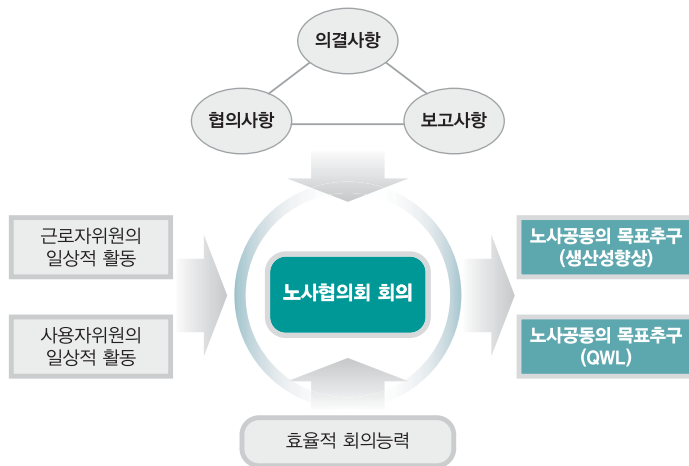 의결사항
협의사항
보고사항
근로자위원의
일상적 활동
사용자위원의
일상적 활동
노사협의회 회의
노사공동의 목표추구
(생산성향상)
노사공동의 목표추구
(QWL)
효율적 회의능력